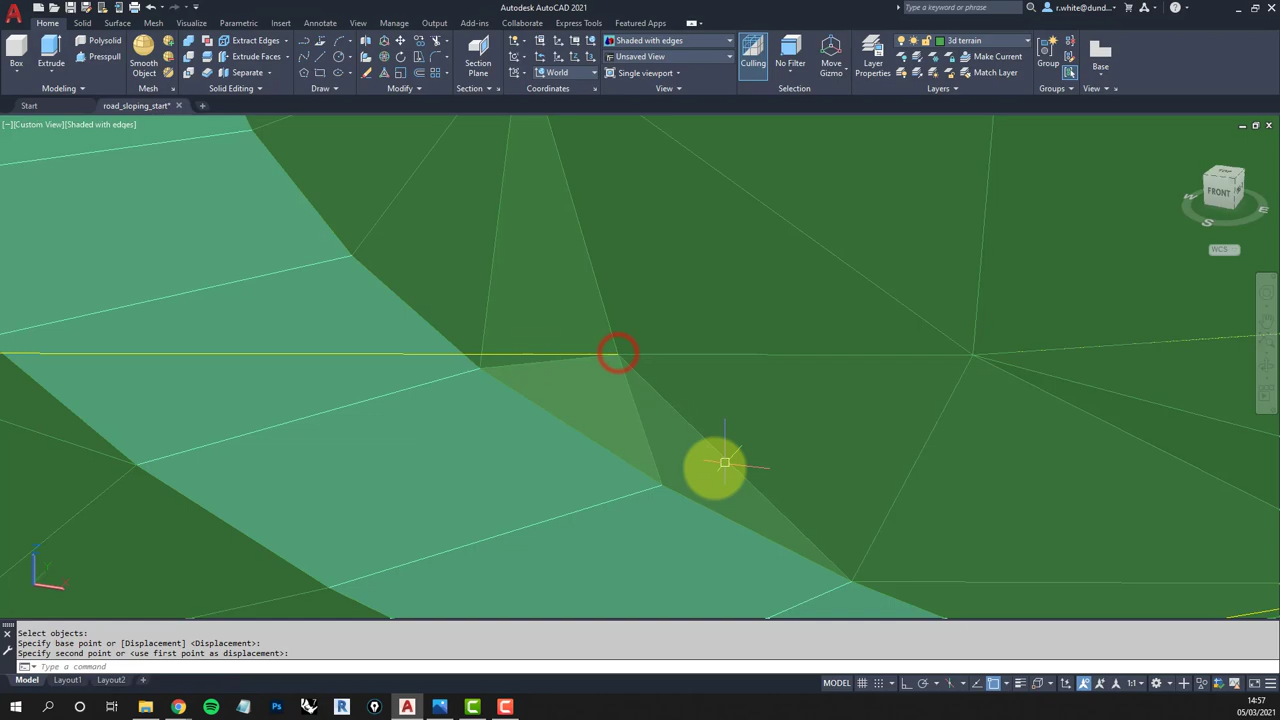 Autodesk AutoCAD 2021
Type a keyword or phrase
r.white@dund...
Home Solid Surface Mesh Visualize Parametric Insert Annotate View Manage Output Collaborate Express Tools Featured Apps
Box
Extrude
Polysolid
Presspull
Smooth
Object
Extract Edges
Extrude Faces
Separate
Section
Plane
World
Shaded with edges
Unsaved View
Single viewport
Culling
No Filter
Move
Gizmo
Layer
Properties
3d terrain
Make Current
Match Layer
Group
Base
Modeling Mesh Solid Editing Draw Modify Section Coordinates View Selection Layers Groups View
Start road_sloping_start*
[−][Custom View][Shaded with edges]
TOP
FRONT
W
S
E
WCS
Select objects:
Specify base point or [Displacement] <Displacement>:
Specify second point or <use first point as displacement>:
Type a command
Model Layout1 Layout2
MODEL
1:1
14:57
05/03/2021